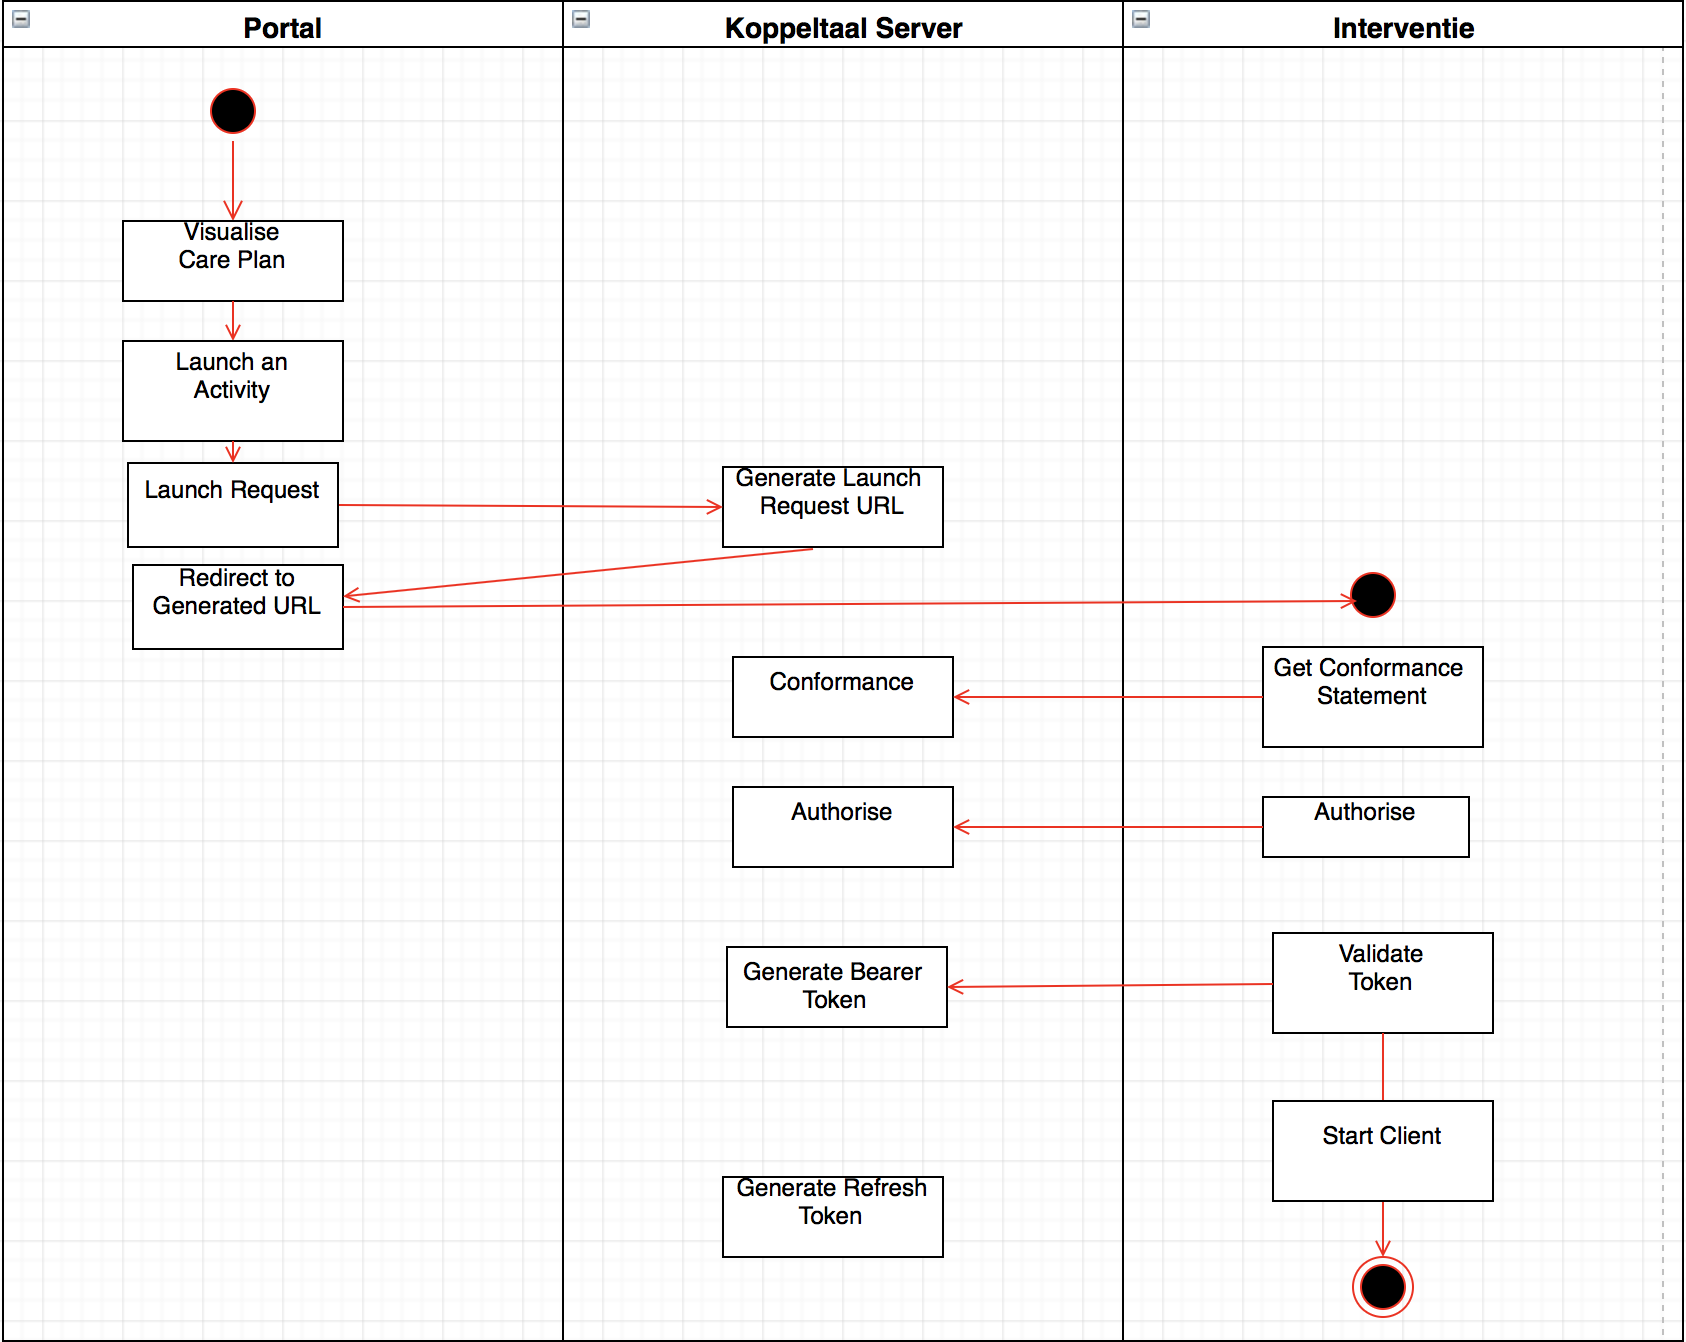 Portal
Koppeltaal Server
Interventie
Visualise
Care Plan
Launch an
Activity
Launch Request
Generate Launch
Request URL
Redirect to
Generated URL
Conformance
Get Conformance
Statement
Authorise
Authorise
Generate Bearer
Token
Validate
Token
Start Client
Generate Refresh
Token